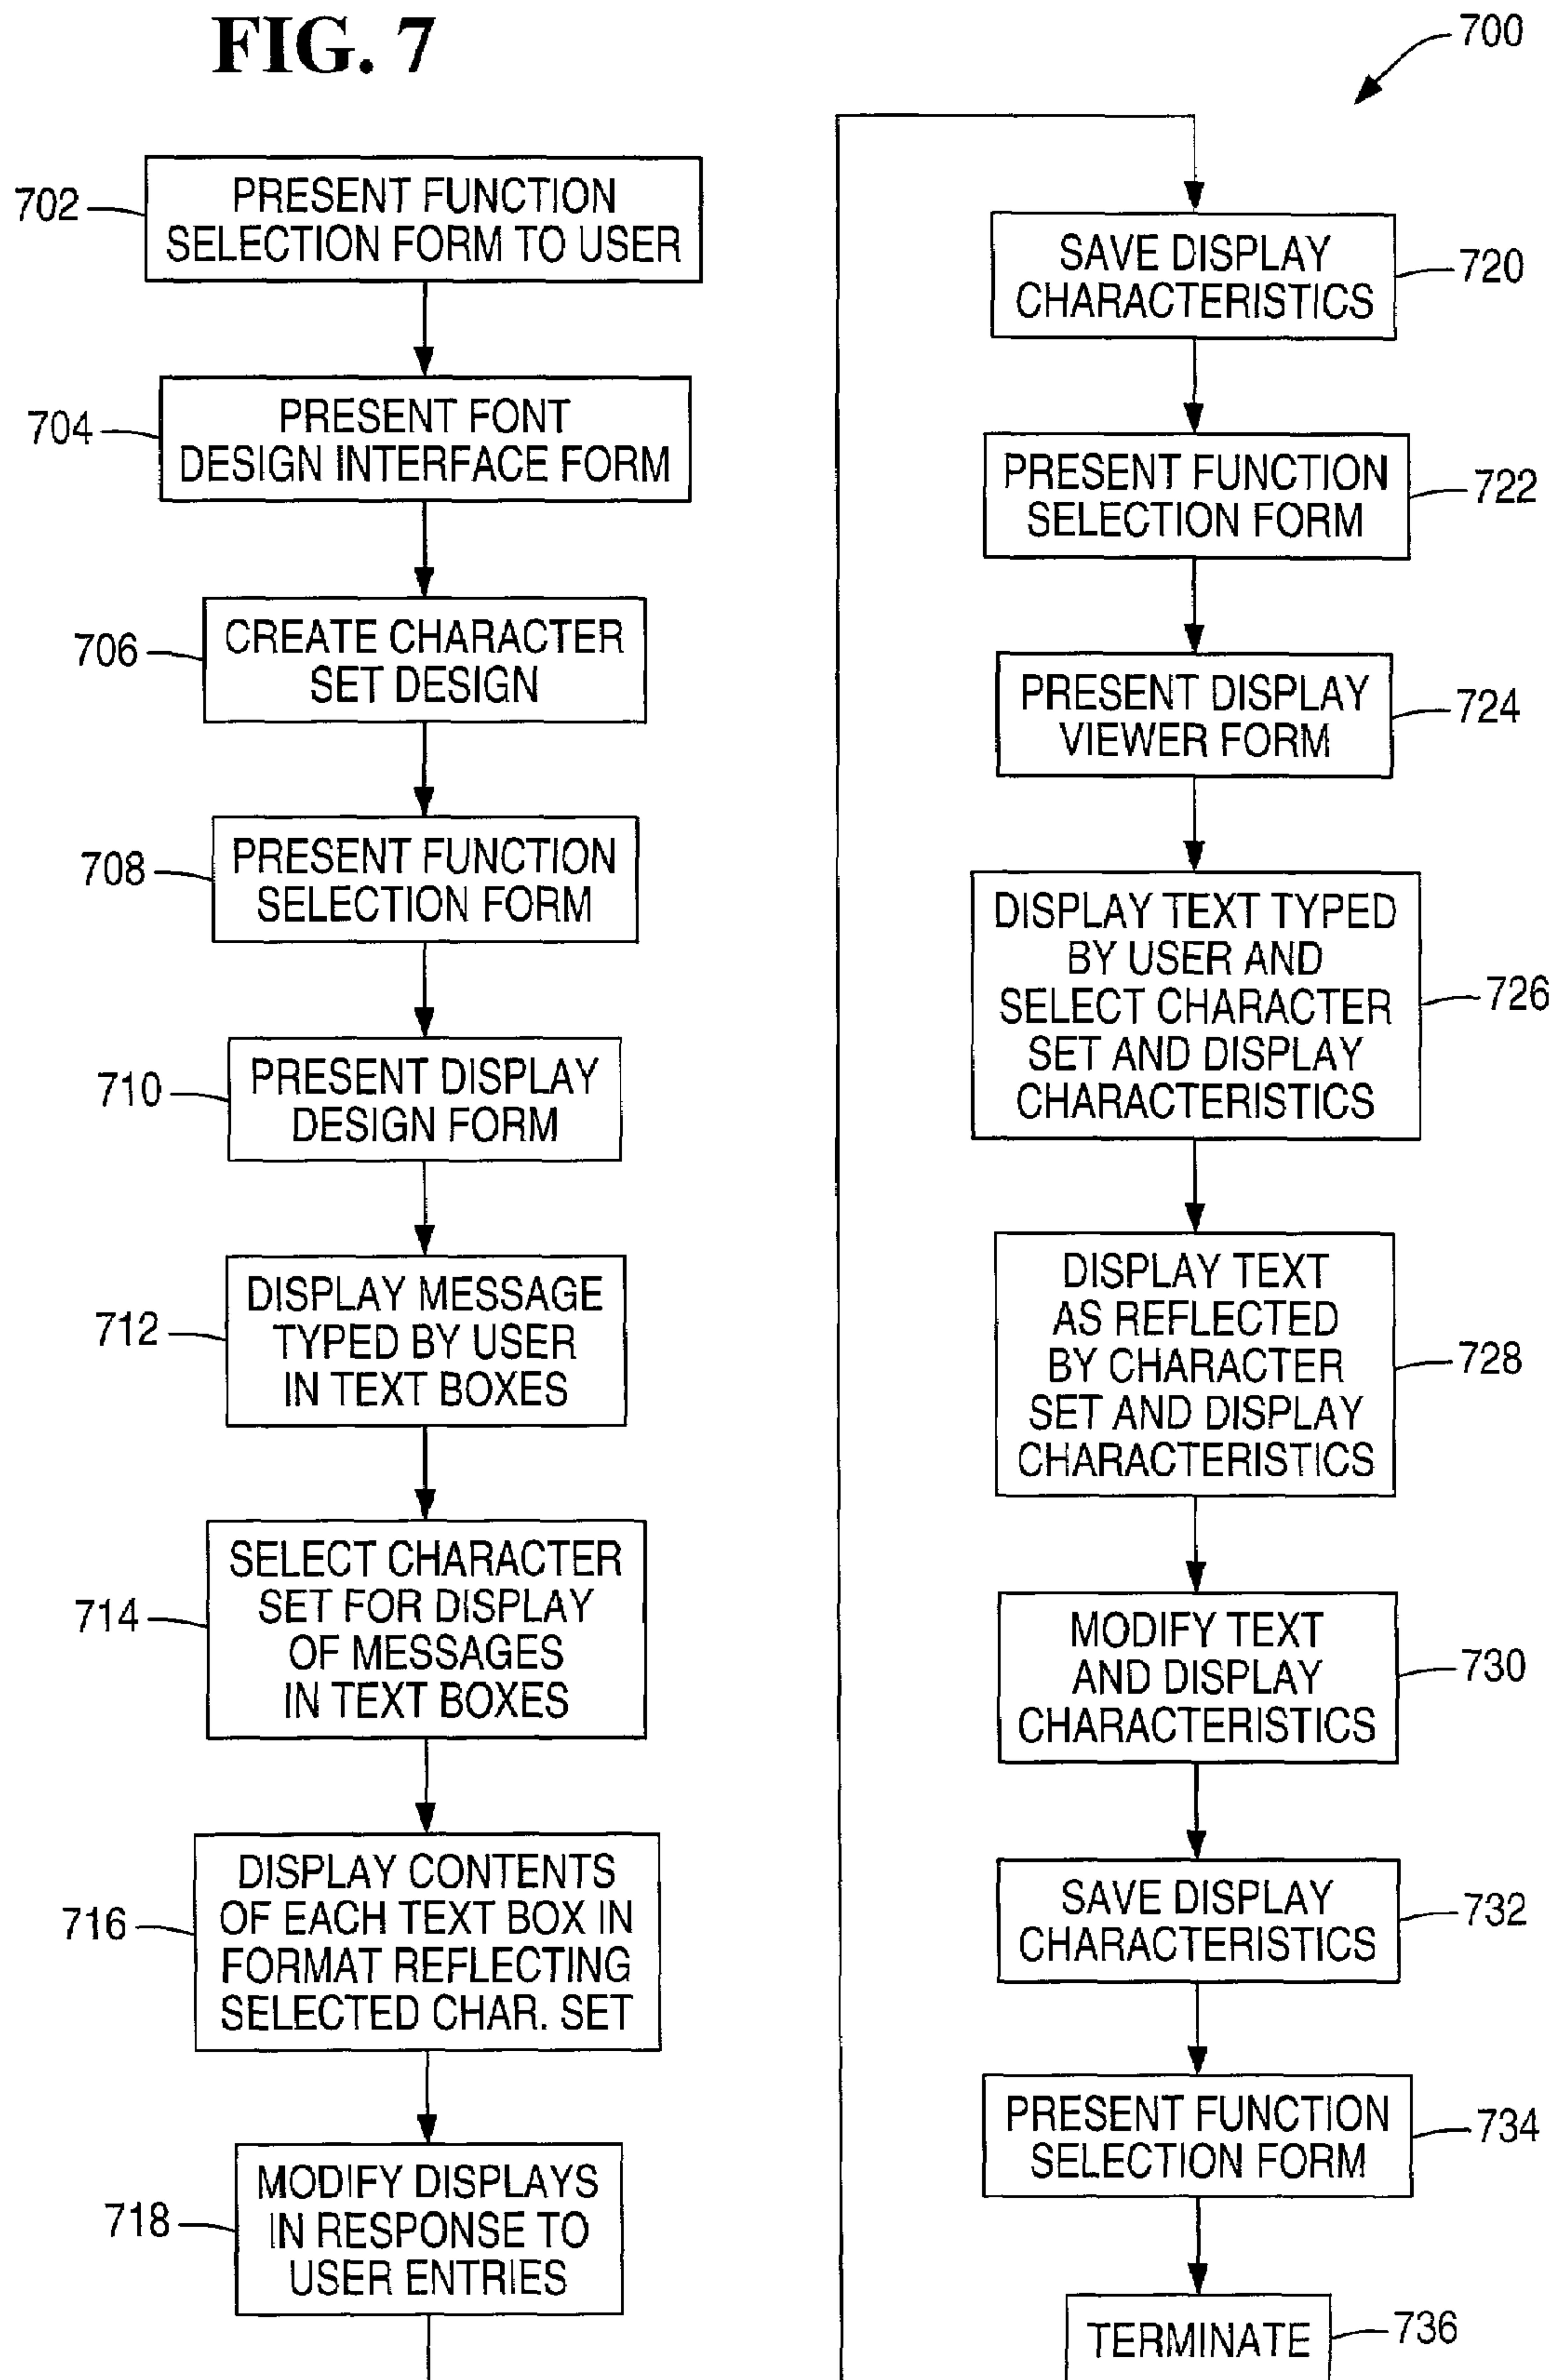 FIG. 7
700
702
PRESENT FUNCTION
SELECTION FORM TO USER
704
PRESENT FONT
DESIGN INTERFACE FORM
706
CREATE CHARACTER
SET DESIGN
708
PRESENT FUNCTION
SELECTION FORM
710
PRESENT DISPLAY
DESIGN FORM
712
DISPLAY MESSAGE
TYPED BY USER
IN TEXT BOXES
714
SELECT CHARACTER
SET FOR DISPLAY
OF MESSAGES
IN TEXT BOXES
716
DISPLAY CONTENTS
OF EACH TEXT BOX IN
FORMAT REFLECTING
SELECTED CHAR. SET
718
MODIFY DISPLAYS
IN RESPONSE TO
USER ENTRIES
SAVE DISPLAY
CHARACTERISTICS
720
PRESENT FUNCTION
SELECTION FORM
722
PRESENT DISPLAY
VIEWER FORM
724
DISPLAY TEXT TYPED
BY USER AND
SELECT CHARACTER
SET AND DISPLAY
CHARACTERISTICS
726
DISPLAY TEXT
AS REFLECTED
BY CHARACTER
SET AND DISPLAY
CHARACTERISTICS
728
MODIFY TEXT
AND DISPLAY
CHARACTERISTICS
730
SAVE DISPLAY
CHARACTERISTICS
732
PRESENT FUNCTION
SELECTION FORM
734
TERMINATE
736